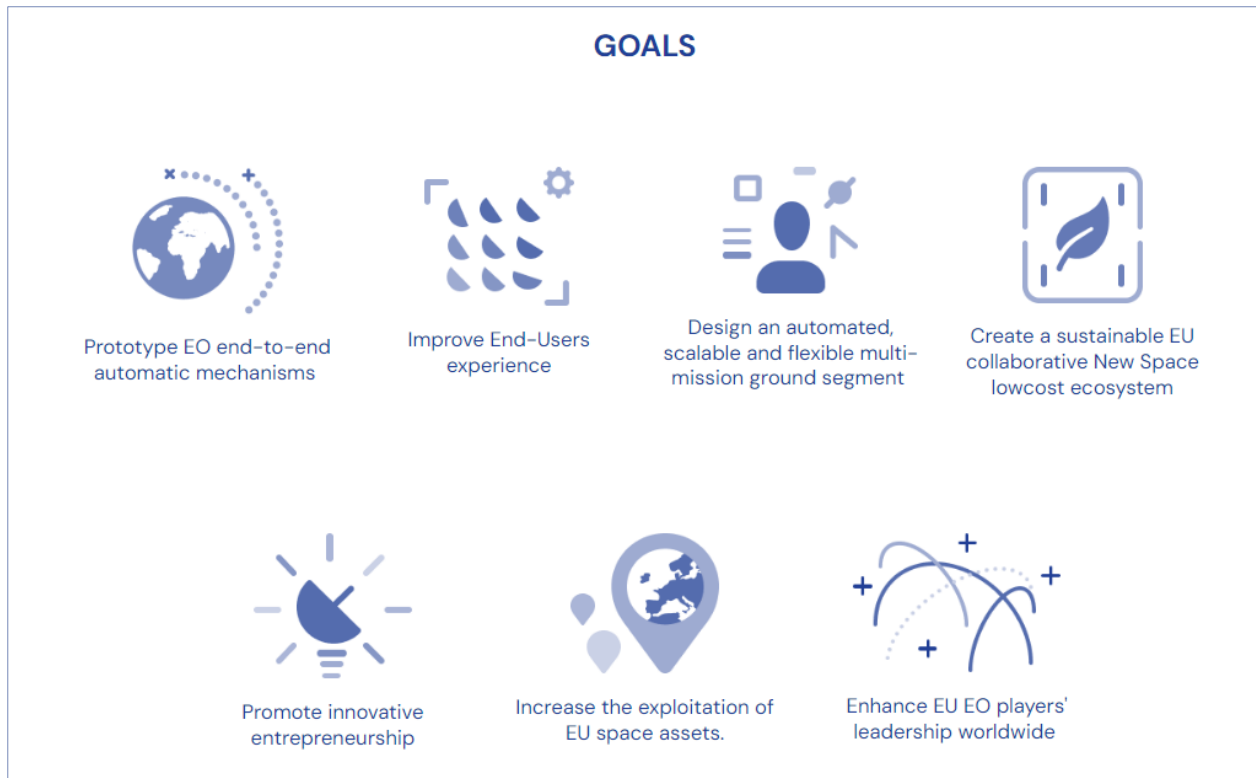 GOALS
Prototype EO end-to-end
automatic mechanisms
Improve End-Users
experience
Design an automated,
scalable and flexible multi-
mission ground segment
Create a sustainable EU
collaborative New Space
lowcost ecosystem
Promote innovative
entrepreneurship
Increase the exploitation of
EU space assets.
Enhance EU EO players'
leadership worldwide